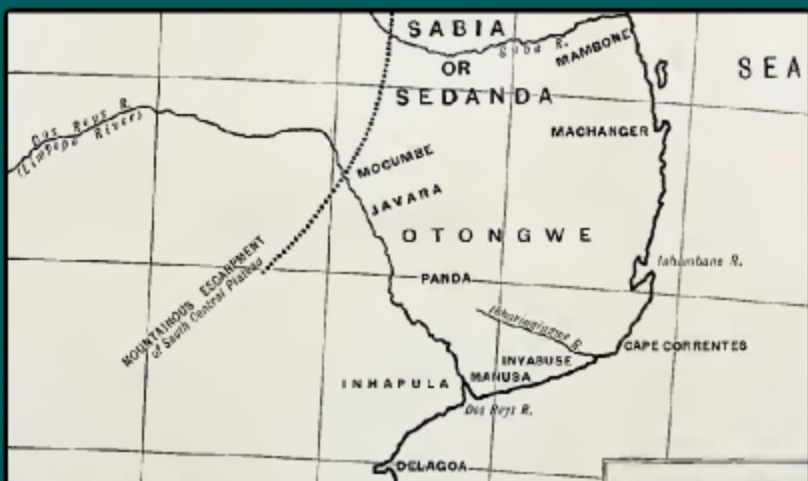 SABIA
OR
SEDANDA
Saba R.
MAMBONE
SEA
Dos Reys R.
(Limpopo River)
MACHANGER
MOCUMBE
JAVARA
OTONGWE
Inhambane R.
MOUNTAINOUS ESCARPMENT
of South Central Plateau
PANDA
INYABUSE
CAPE CORRENTES
INHAPULA
MANUSA
Dos Reys R.
DELAGOA